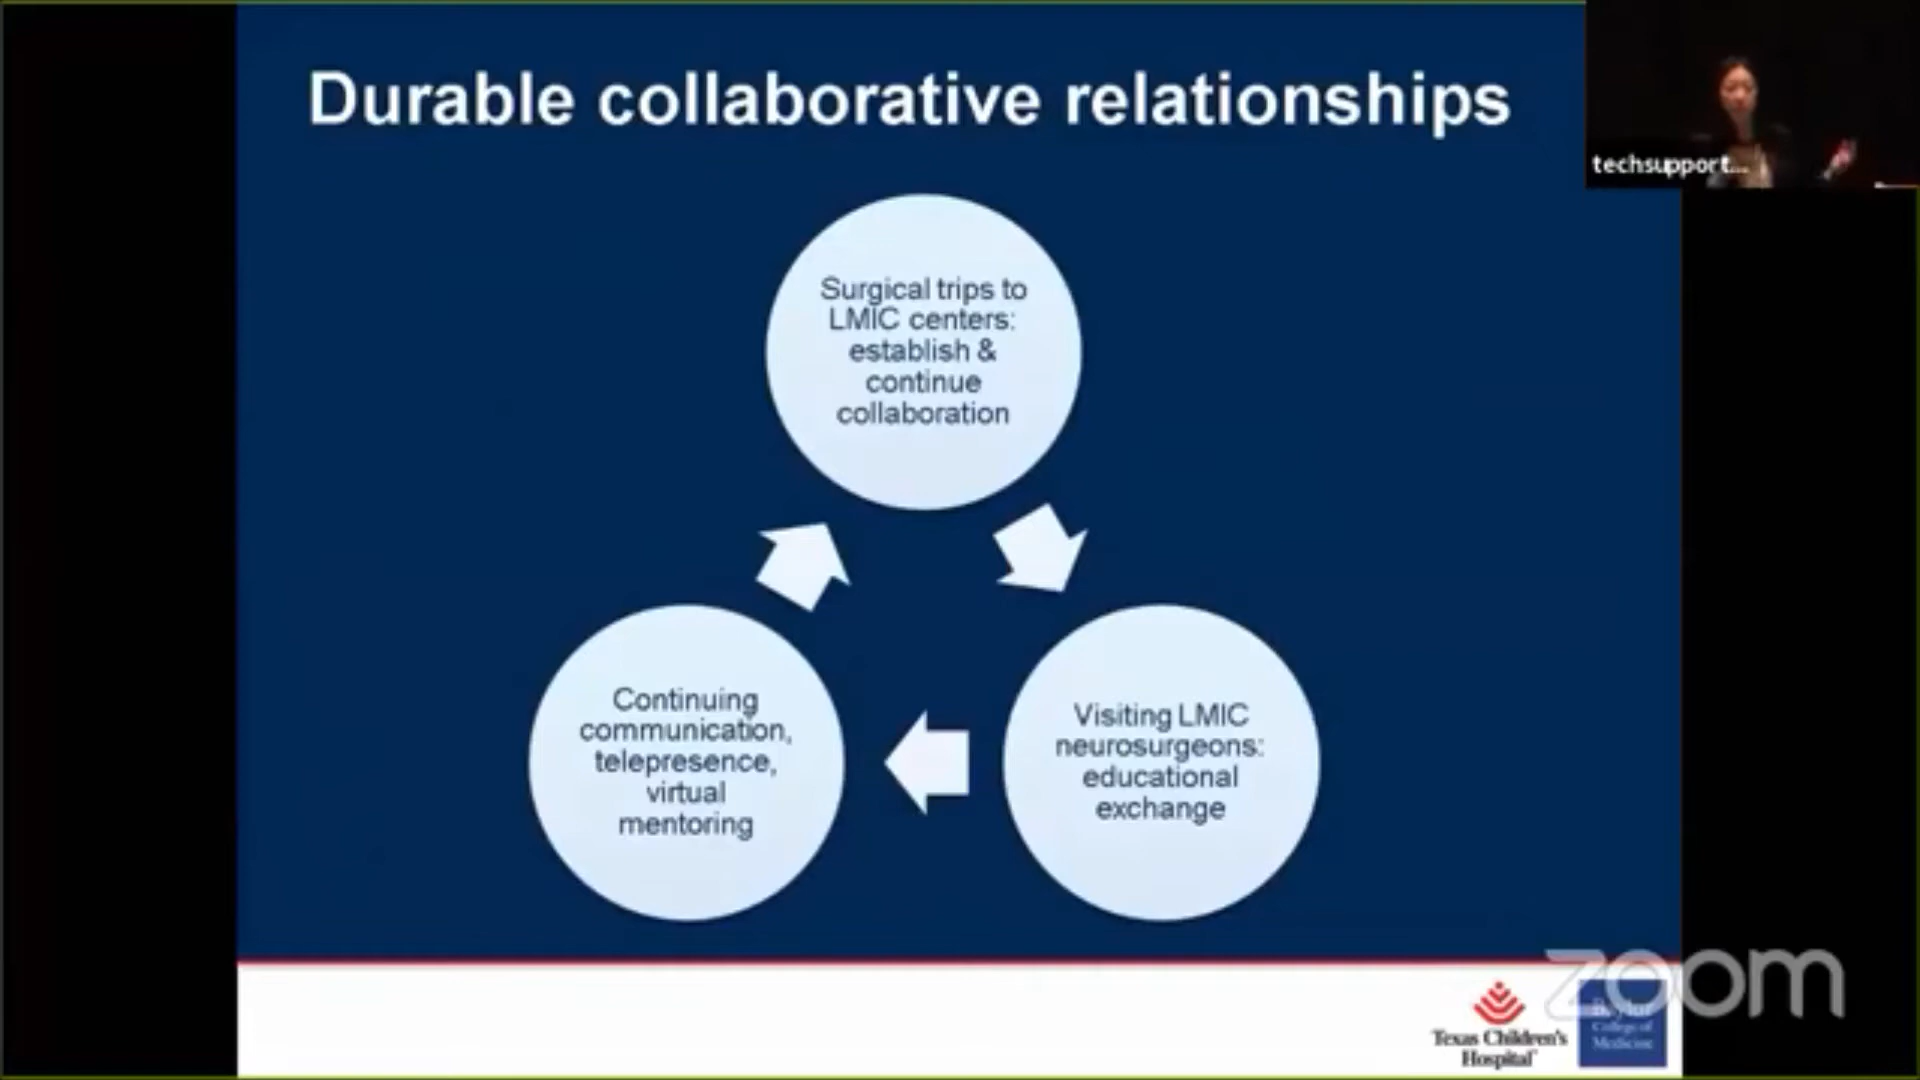 Durable collaborative relationships
techsupport...
Surgical trips to
LMIC centers:
establish &
continue
collaboration
Continuing
communication,
telepresence,
virtual
mentoring
Visiting LMIC
neurosurgeons:
educational
exchange
zoom
Texas Children's
Hospital
Baylor
College of
Medicine